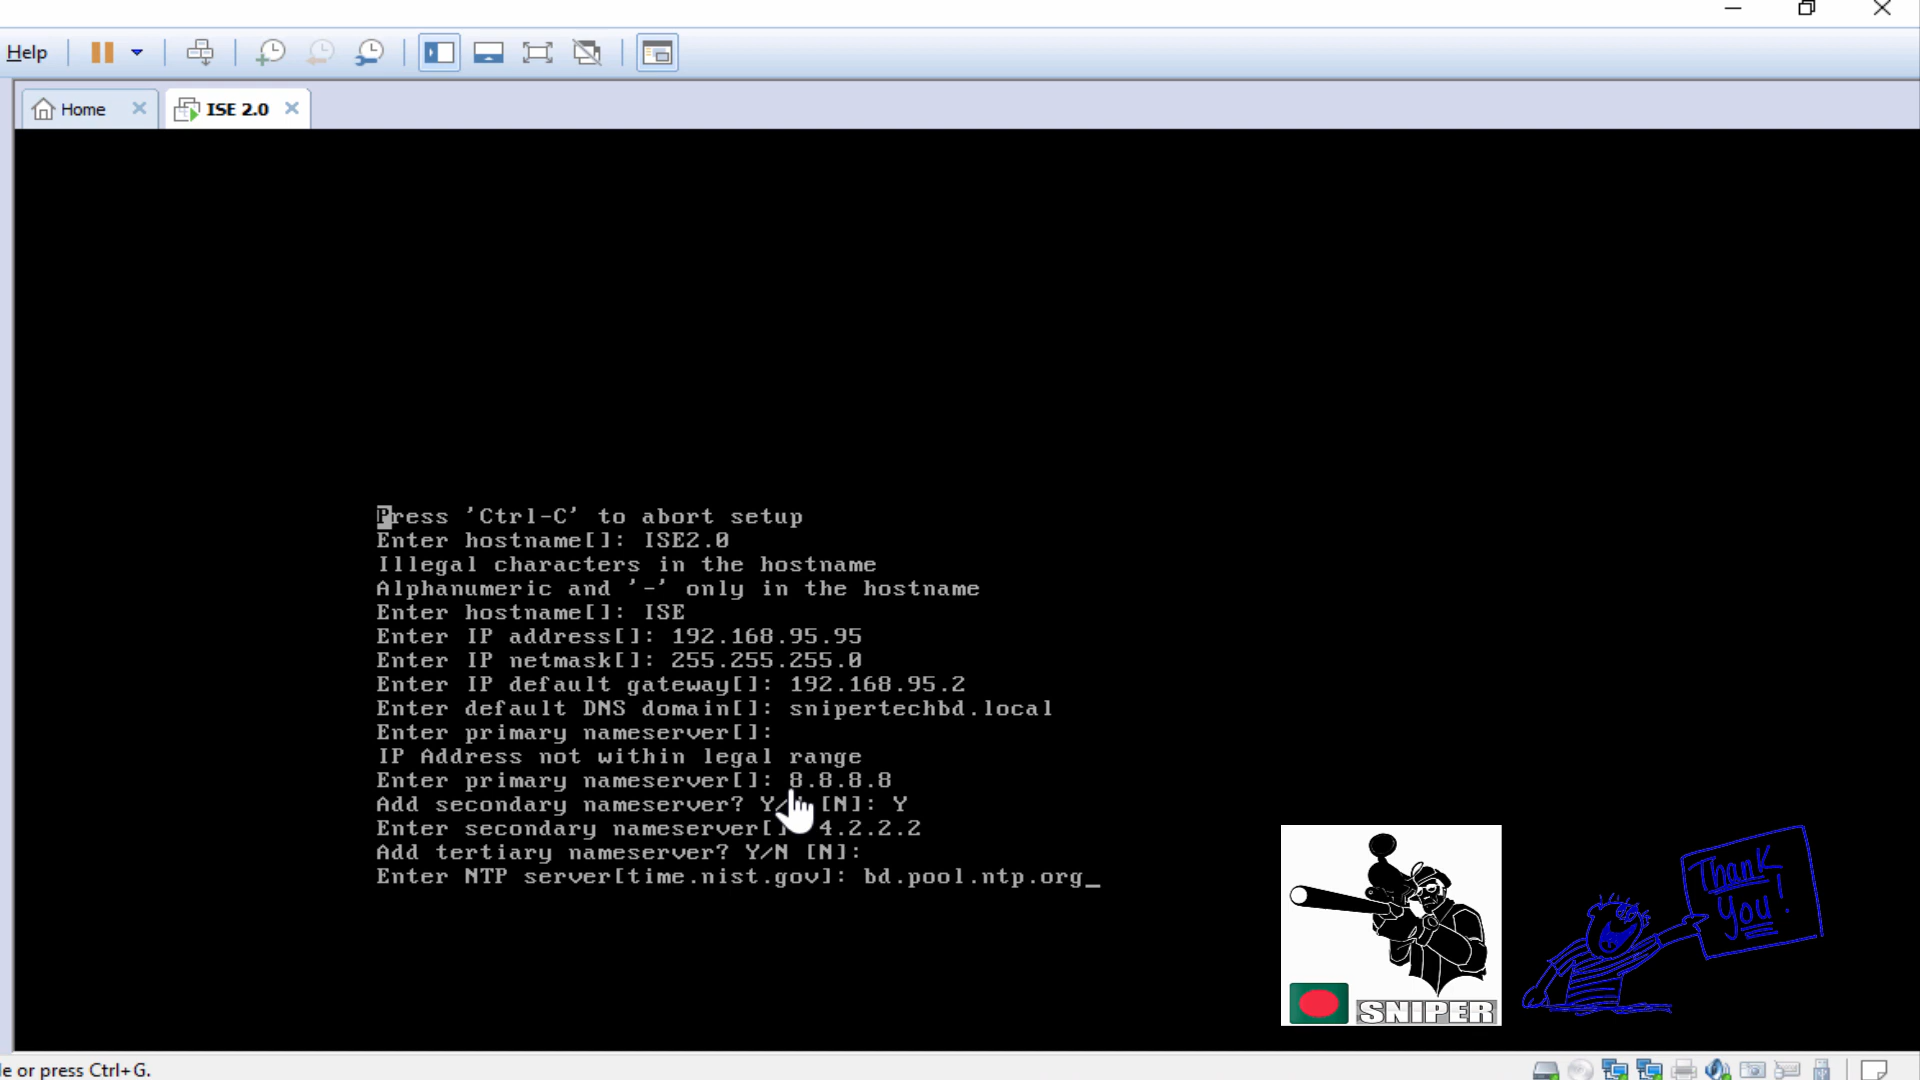 Help
Home
ISE 2.0
Press 'Ctrl-C' to abort setup
Enter hostname[]: ISE2.0
Illegal characters in the hostname
Alphanumeric and '-' only in the hostname
Enter hostname[]: ISE
Enter IP address[]: 192.168.95.95
Enter IP netmask[]: 255.255.255.0
Enter IP default gateway[]: 192.168.95.2
Enter default DNS domain[]: snipertechbd.local
Enter primary nameserver[]:
IP Address not within legal range
Enter primary nameserver[]: 8.8.8.8
Add secondary nameserver? Y/ [N]: Y
Enter secondary nameserver[] 4.2.2.2
Add tertiary nameserver? Y/N [N]:
Enter NTP server[time.nist.gov]: bd.pool.ntp.org_
Thank
You!
SNIPER
or press Ctrl+G.